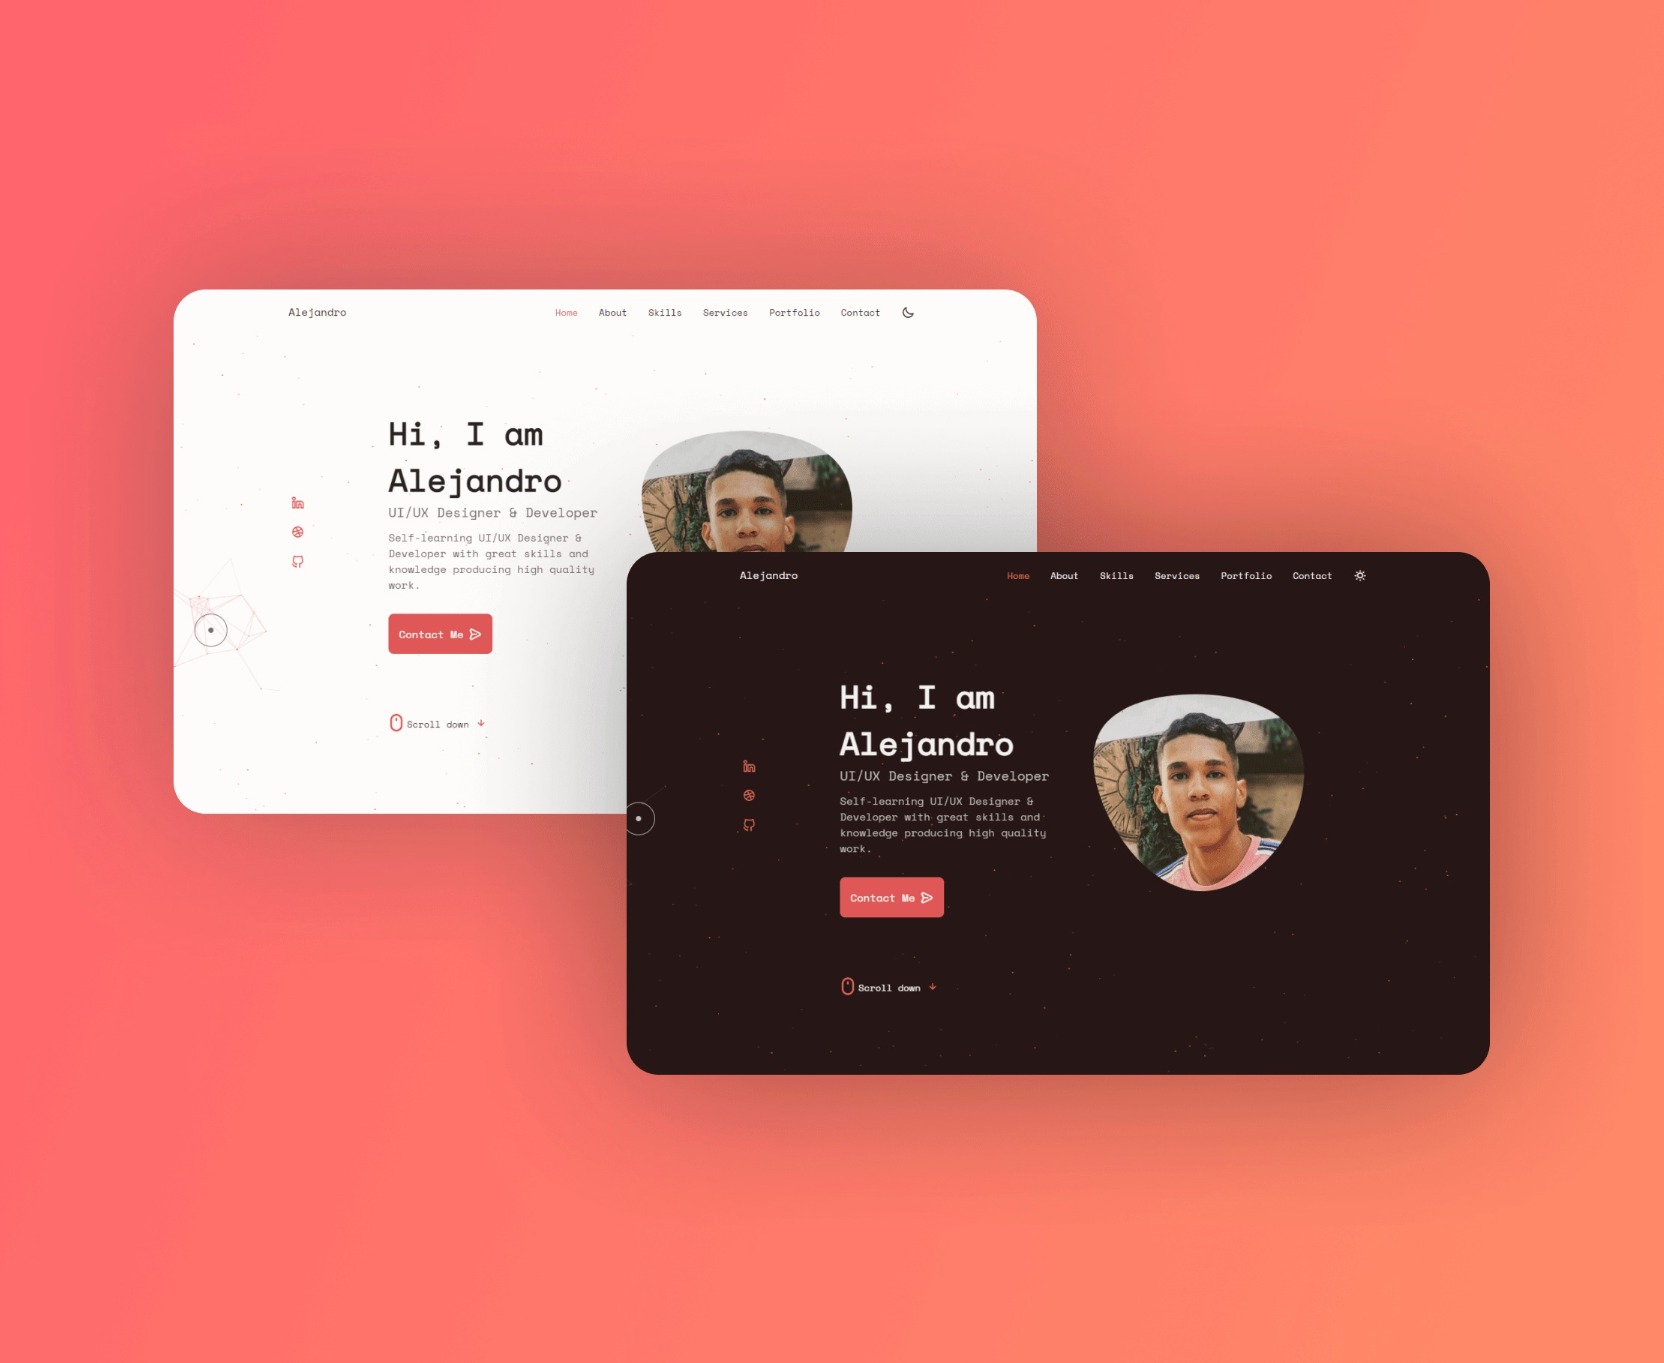 Alejandro
Home About Skills Services Portfolio Contact
Hi, I am
Alejandro
UI/UX Designer & Developer
Self-learning UI/UX Designer &
Developer with great skills and
knowledge producing high quality
work.
Contact Me
Scroll down
Alejandro
Home About Skills Services Portfolio Contact
Hi, I am
Alejandro
UI/UX Designer & Developer
Self-learning UI/UX Designer &
Developer with great skills and
knowledge producing high quality
work.
Contact Me
Scroll down